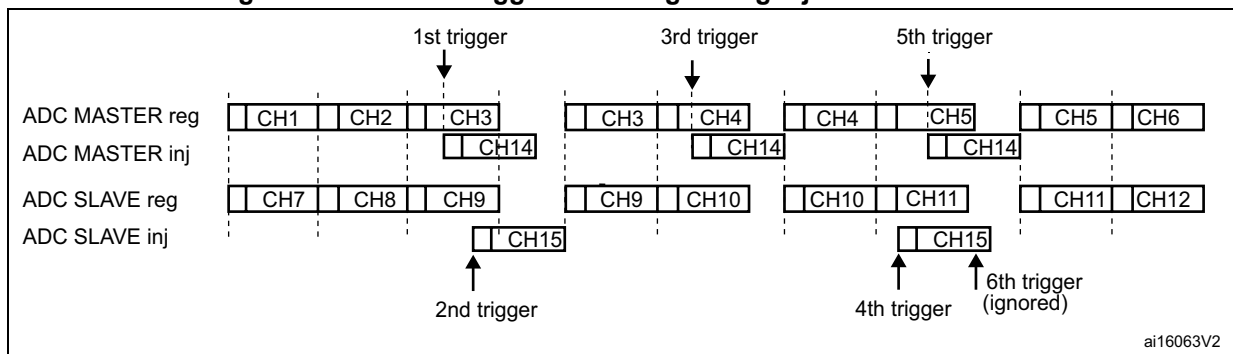 1st trigger 3rd trigger 5th trigger
ADC MASTER reg CH1 CH2 CH3 CH3 CH4 CH4 CH5 CH5 CH6
ADC MASTER inj CH14 CH14 CH14
ADC SLAVE reg CH7 CH8 CH9 CH9 CH10 CH10 CH11 CH11 CH12
ADC SLAVE inj CH15 CH15
2nd trigger 4th trigger 6th trigger
(ignored)
ai16063V2